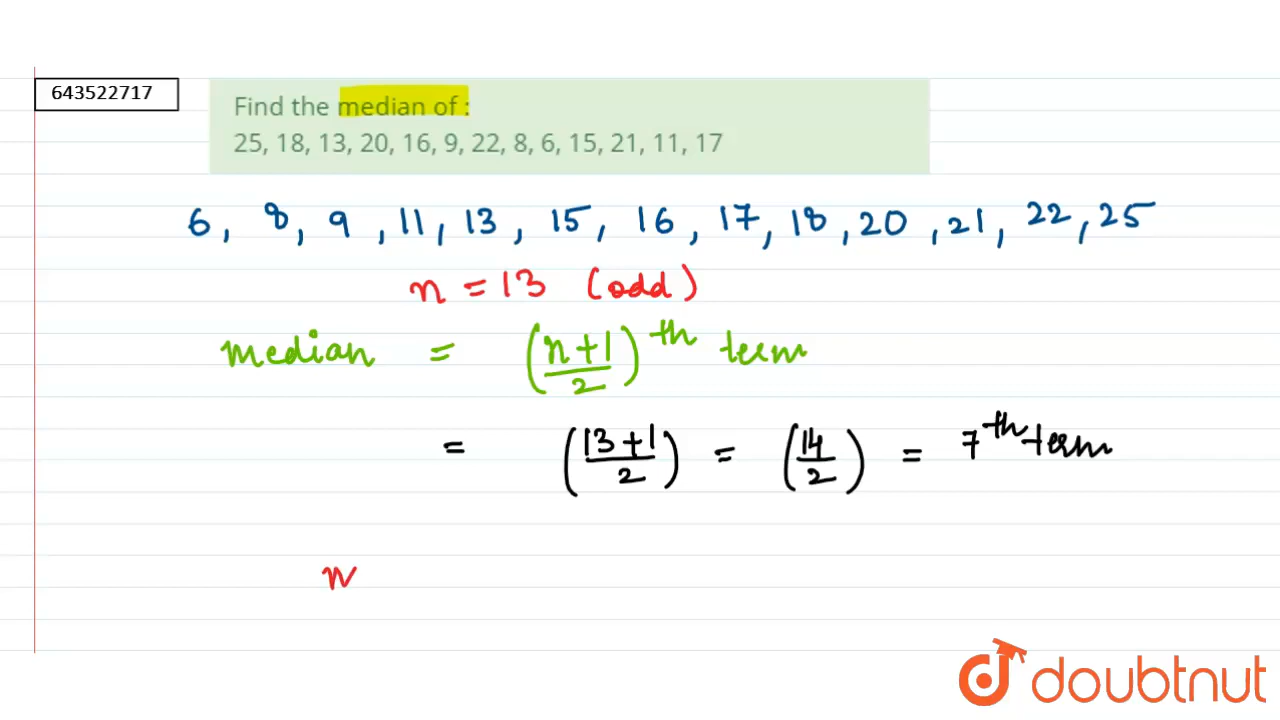 643522717
Find the median of :
25, 18, 13, 20, 16, 9, 22, 8, 6, 15, 21, 11, 17
6, 8, 9, 11, 13, 15, 16, 17, 18, 20, 21, 22, 25
n = 13 (odd)
median = (n+1/2)th term
= (13+1/2) = (14/2) = 7th term
m
doubtnut